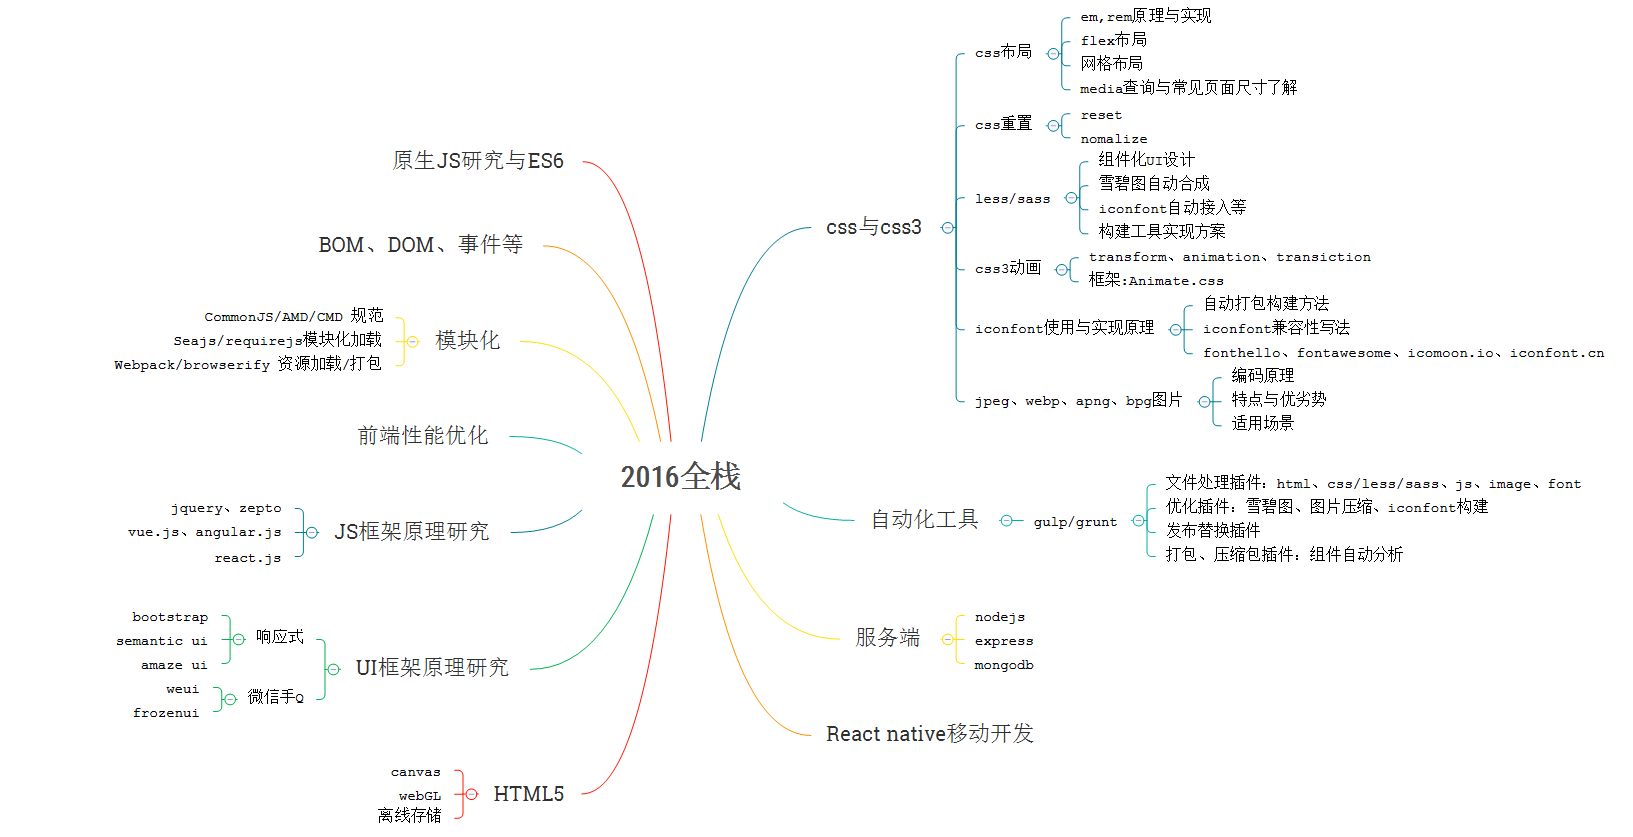 2016全栈
css与css3
css布局
em,rem原理与实现
flex布局
网格布局
media查询与常见页面尺寸了解
css重置
reset
nomalize
less/sass
组件化UI设计
雪碧图自动合成
iconfont自动接入等
构建工具实现方案
css3动画
transform、animation、transiction
框架:Animate.css
iconfont使用与实现原理
自动打包构建方法
iconfont兼容性写法
fonthello、fontawesome、icomoon.io、iconfont.cn
jpeg、webp、apng、bpg图片
编码原理
特点与优劣势
适用场景
自动化工具
gulp/grunt
文件处理插件: html、css/less/sass、js、image、font
优化插件: 雪碧图、图片压缩、iconfont构建
发布替换插件
打包、压缩包插件: 组件自动分析
服务端
nodejs
express
mongodb
React native移动开发
原生JS研究与ES6
BOM、DOM、事件等
模块化
CommonJS/AMD/CMD 规范
Seajs/requirejs模块化加载
Webpack/browserify 资源加载/打包
前端性能优化
JS框架原理研究
jquery、zepto
vue.js、angular.js
react.js
UI框架原理研究
响应式
bootstrap
semantic ui
amaze ui
微信手Q
weui
frozenui
HTML5
canvas
webGL
离线存储